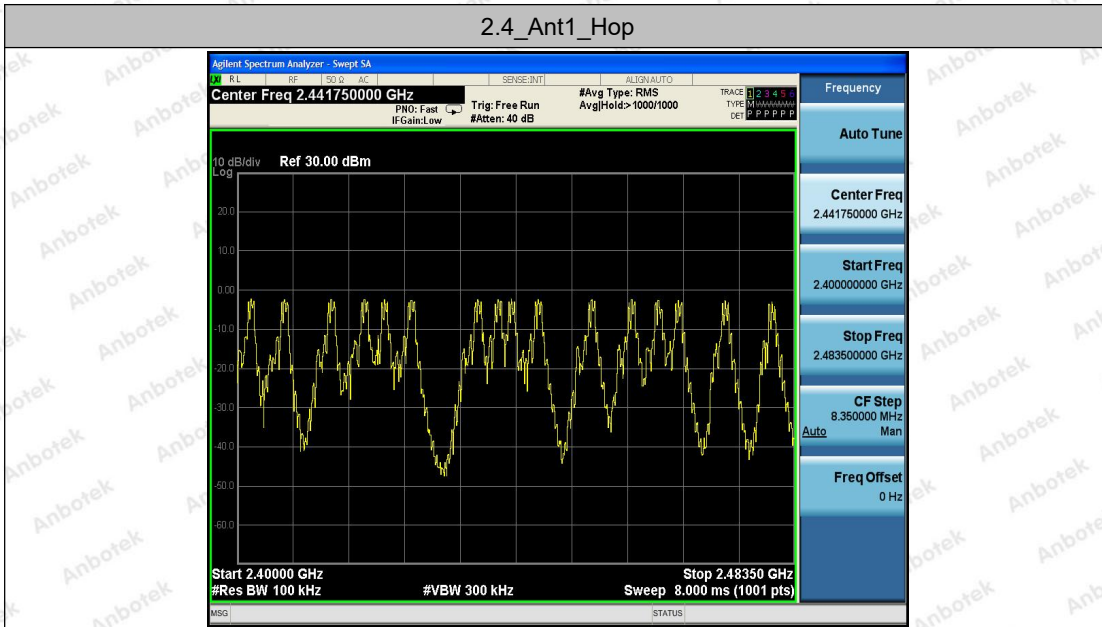 2.4_Ant1_Hop
Agilent Spectrum Analyzer - Swept SA
LXI RL RF 50 Ω AC SENSE:INT ALIGNAUTO
Center Freq 2.441750000 GHz
PNO: Fast
IFGain:Low
Trig: Free Run
#Atten: 40 dB
#Avg Type: RMS
Avg|Hold:>1000/1000
TRACE 1 2 3 4 5 6
TYPE M WWWWW
DET P P P P P P
10 dB/div Ref 30.00 dBm
Log
20.0
10.0
0.00
-10.0
-20.0
-30.0
-40.0
-50.0
-60.0
Start 2.40000 GHz Stop 2.48350 GHz
#Res BW 100 kHz #VBW 300 kHz Sweep 8.000 ms (1001 pts)
MSG STATUS
Frequency
Auto Tune
Center Freq
2.441750000 GHz
Start Freq
2.400000000 GHz
Stop Freq
2.483500000 GHz
CF Step
8.350000 MHz
Auto Man
Freq Offset
0 Hz
Anbotek